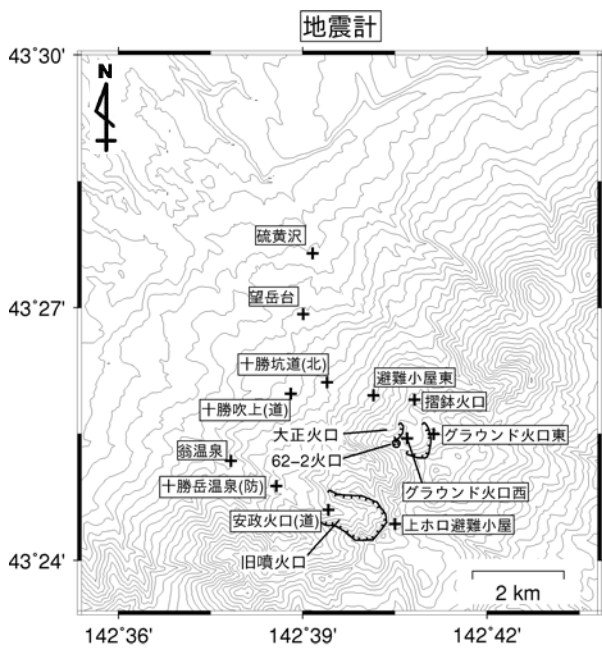 地震計
43°30'
N
硫黄沢
望岳台
43°27'
十勝坑道(北)
避難小屋東
十勝吹上(道)
摺鉢火口
大正火口
グラウンド火口東
翁温泉
62-2火口
十勝岳温泉(防)
グラウンド火口西
安政火口(道)
上ホロ避難小屋
43°24'
旧噴火口
2 km
142°36'
142°39'
142°42'